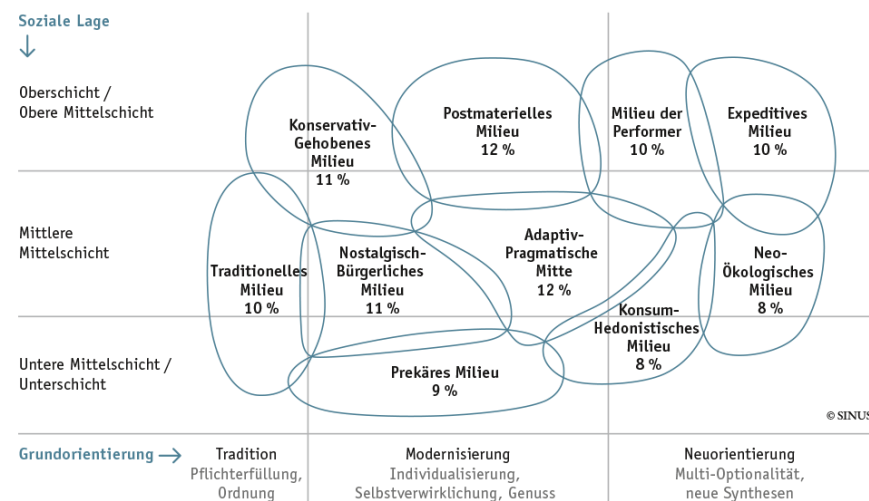 Soziale Lage
Oberschicht /
Obere Mittelschicht
Konservativ-
Gehobenes
Milieu
11 %
Postmaterielles
Milieu
12 %
Milieu der
Performer
10 %
Expeditives
Milieu
10 %
Mittlere
Mittelschicht
Traditionelles
Milieu
10 %
Nostalgisch-
Bürgerliches
Milieu
11 %
Adaptiv-
Pragmatische
Mitte
12 %
Konsum-
Hedonistisches
Milieu
8 %
Neo-
Ökologisches
Milieu
8 %
Untere Mittelschicht /
Unterschicht
Prekäres Milieu
9 %
© SINUS
Grundorientierung
Tradition
Pflichterfüllung,
Ordnung
Modernisierung
Individualisierung,
Selbstverwirklichung, Genuss
Neuorientierung
Multi-Optionalität,
neue Synthesen